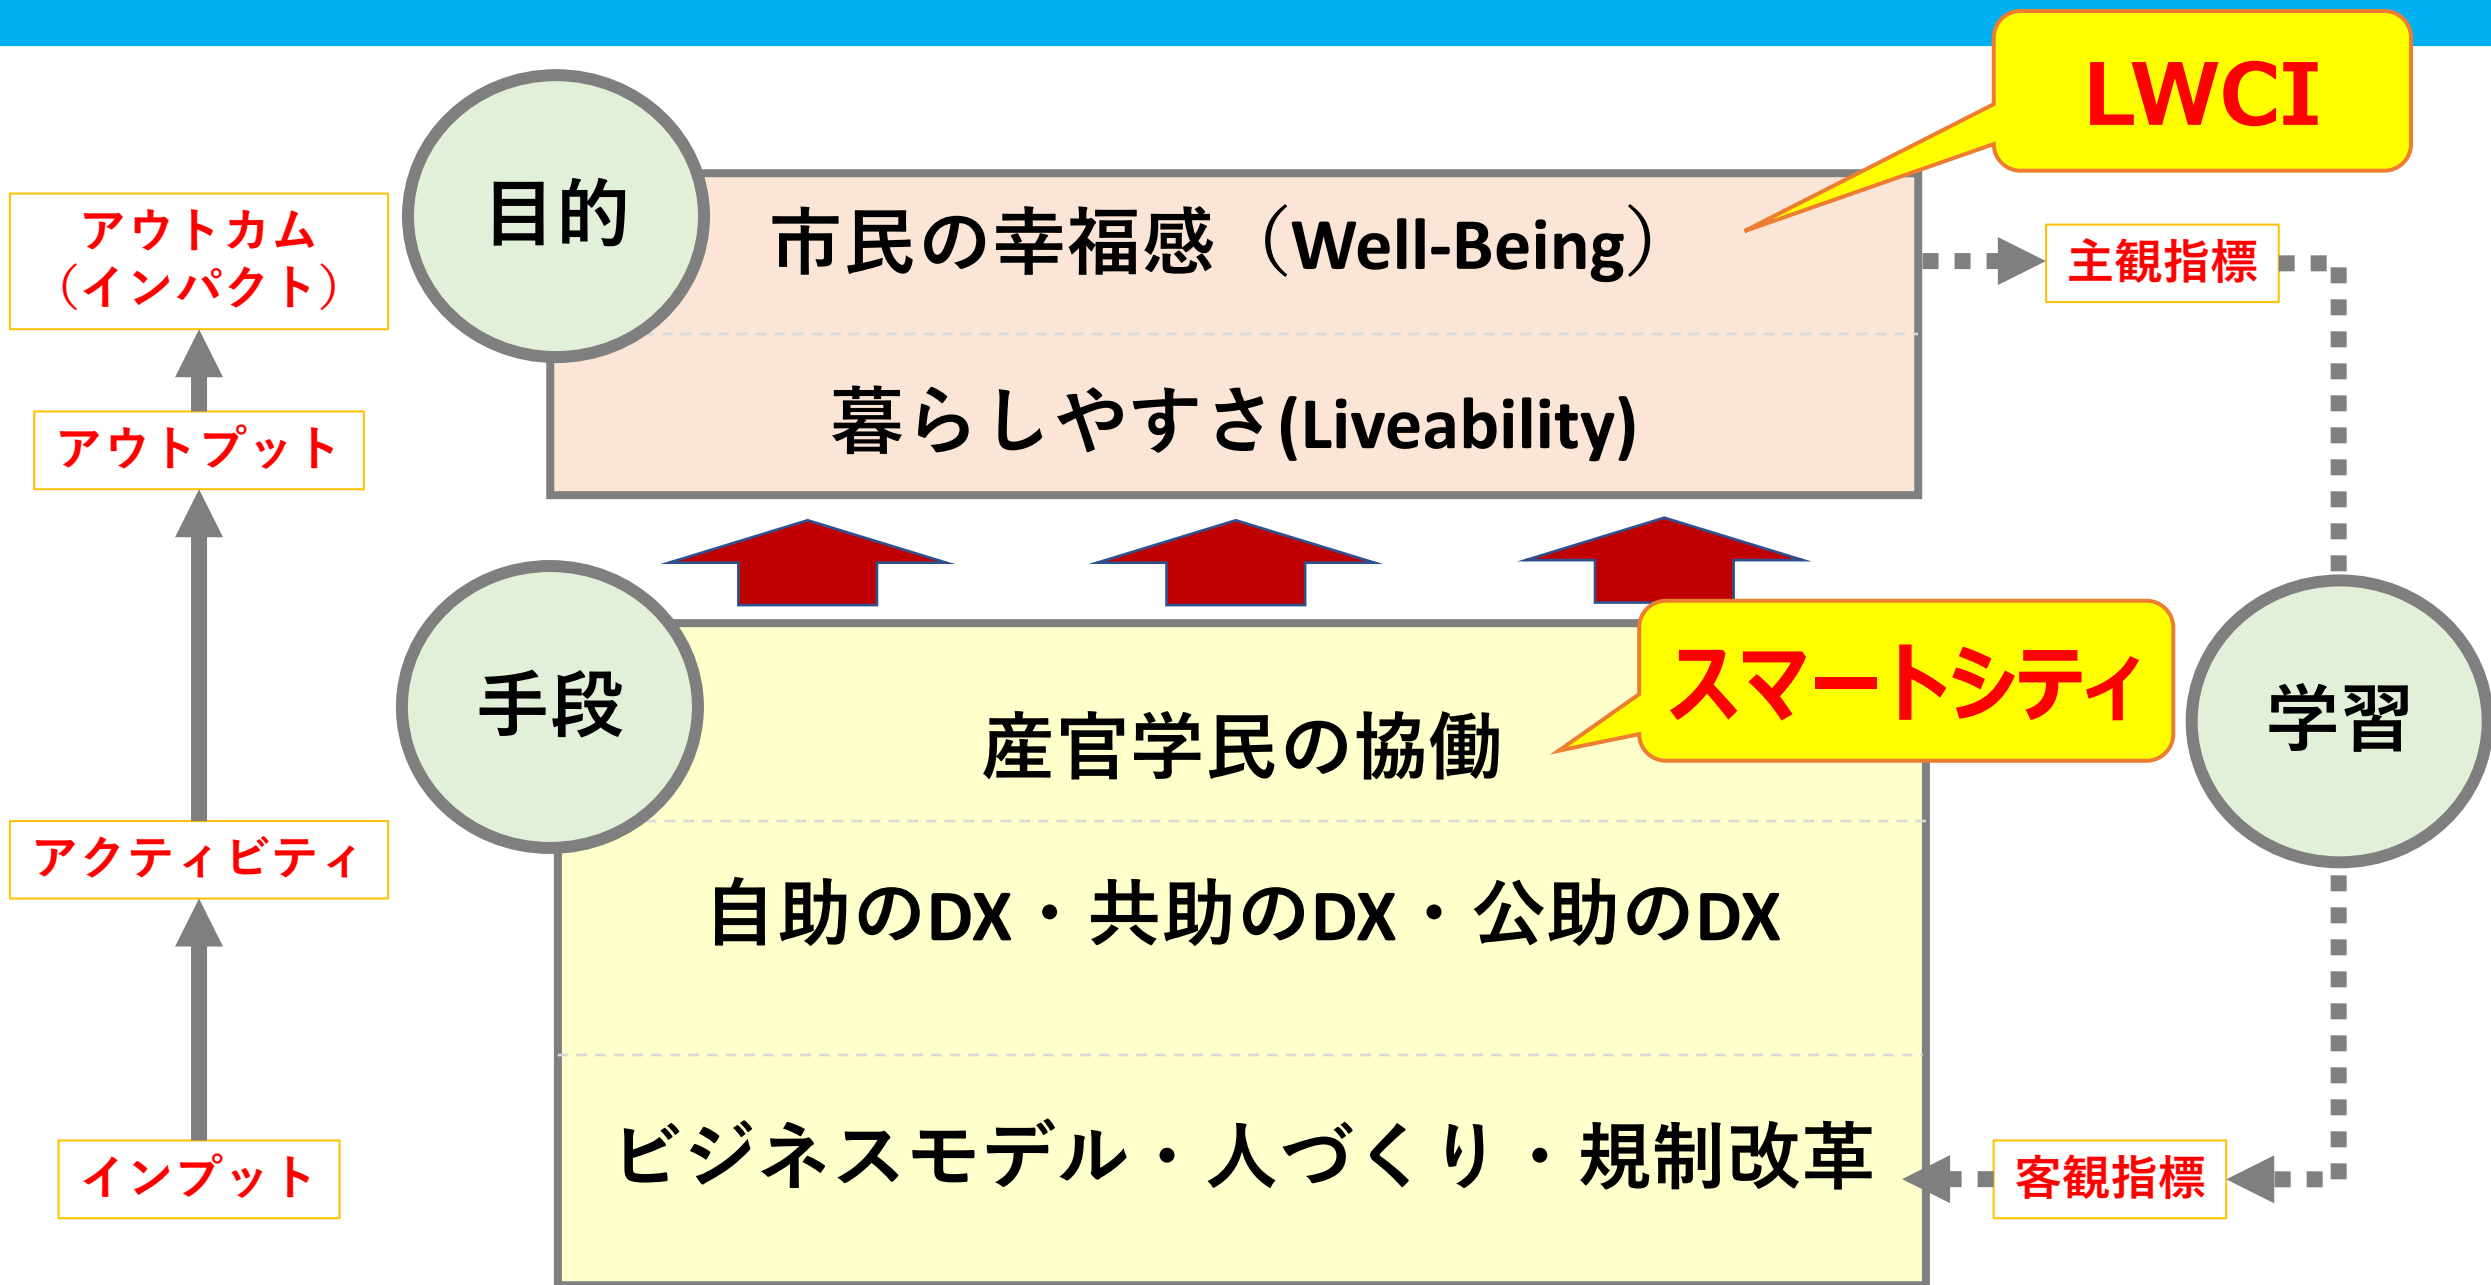 LWCI
目的
市民の幸福感（Well-Being）
暮らしやすさ(Liveability)
アウトカム
（インパクト）
アウトプット
アクティビティ
インプット
主観指標
手段
スマートシティ
産官学民の協働
自助のDX・共助のDX・公助のDX
ビジネスモデル・人づくり・規制改革
学習
客観指標